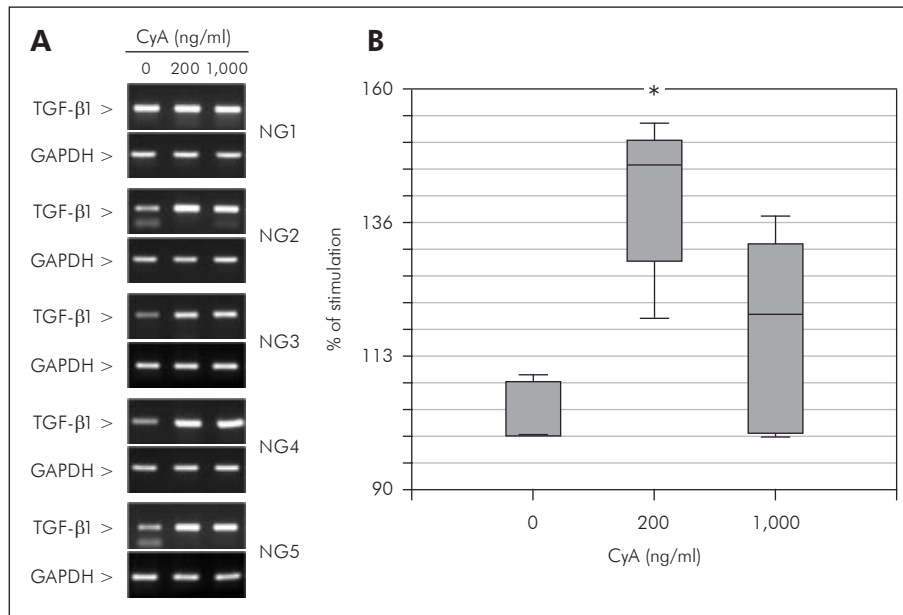 A
CyA (ng/ml)
0 200 1,000
TGF-β1 >
NG1
GAPDH >
TGF-β1 >
NG2
GAPDH >
TGF-β1 >
NG3
GAPDH >
TGF-β1 >
NG4
GAPDH >
TGF-β1 >
NG5
GAPDH >
B
% of stimulation
160
136
113
90
*
0 200 1,000
CyA (ng/ml)